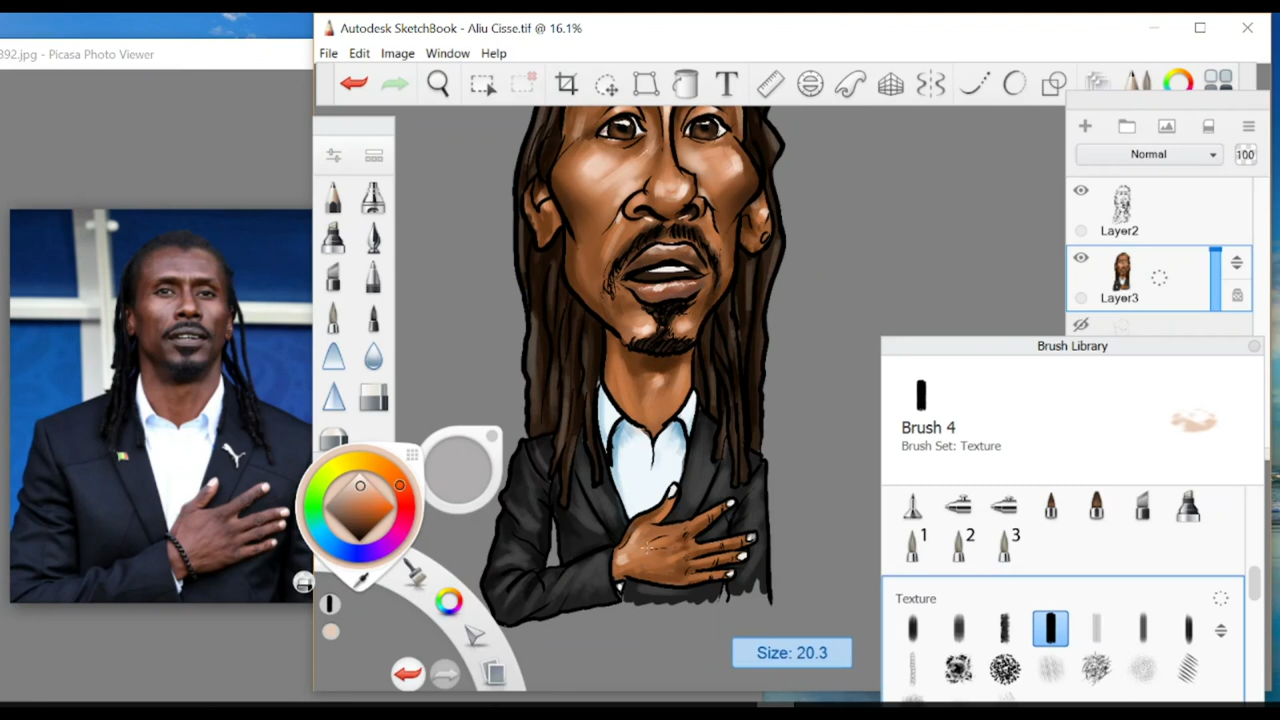 Autodesk SketchBook - Aliu Cisse.tif @ 16.1%
392.jpg - Picasa Photo Viewer
File Edit Image Window Help
T
Normal
100
Layer2
Layer3
Brush Library
Brush 4
Brush Set: Texture
1 2 3
Texture
Size: 20.3